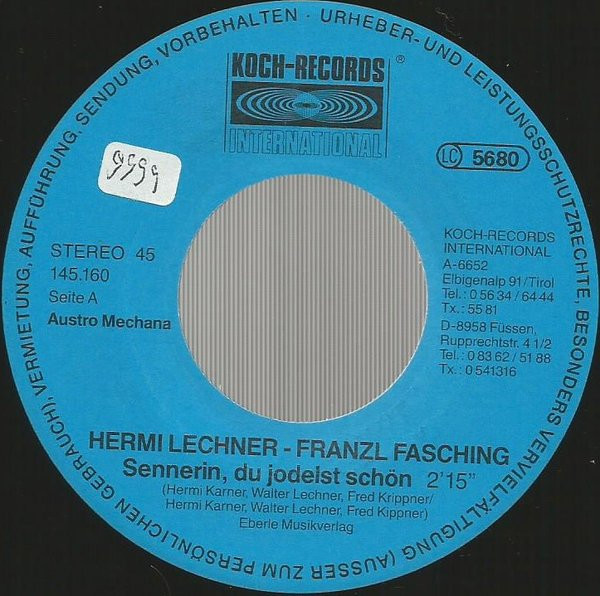 KOCH-RECORDS
®
INTERNATIONAL
LC 5680
9999
STEREO 45
145.160
Seite A
Austro Mechana
KOCH-RECORDS
INTERNATIONAL
A-6652
Elbigenalp 91/Tirol
Tel.: 0 56 34 / 64 44
Tx.: 55 81
D-8958 Füssen,
Rupprechtstr. 4 1/2
Tel.: 0 83 62 / 51 88
Tx.: 0 541316
HERMI LECHNER - FRANZL FASCHING
Sennerin, du jodelst schön 2'15"
(Hermi Karner, Walter Lechner, Fred Krippner/
Hermi Karner, Walter Lechner, Fred Kippner)
Eberle Musikverlag
URHEBER- UND LEISTUNGSSCHUTZRECHTE, BESONDERS VERVIELFÄLTIGUNG (AUSSER ZUM PERSÖNLICHEN GEBRAUCH), VERMIETUNG, AUFFÜHRUNG, SENDUNG, VORBEHALTEN ·